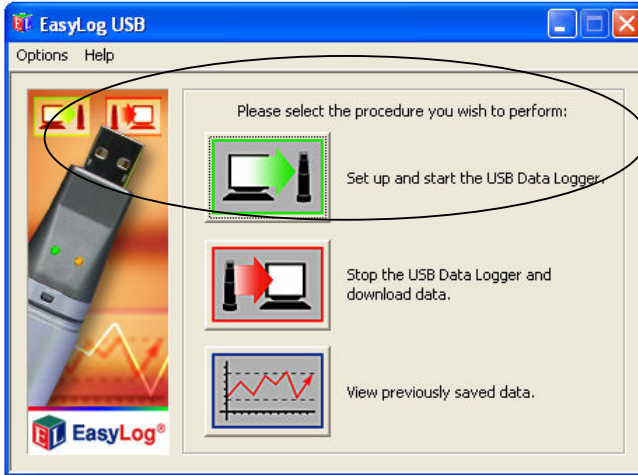 EasyLog USB
Options Help
Please select the procedure you wish to perform:
Set up and start the USB Data Logger.
Stop the USB Data Logger and
download data.
View previously saved data.
EL EasyLog®